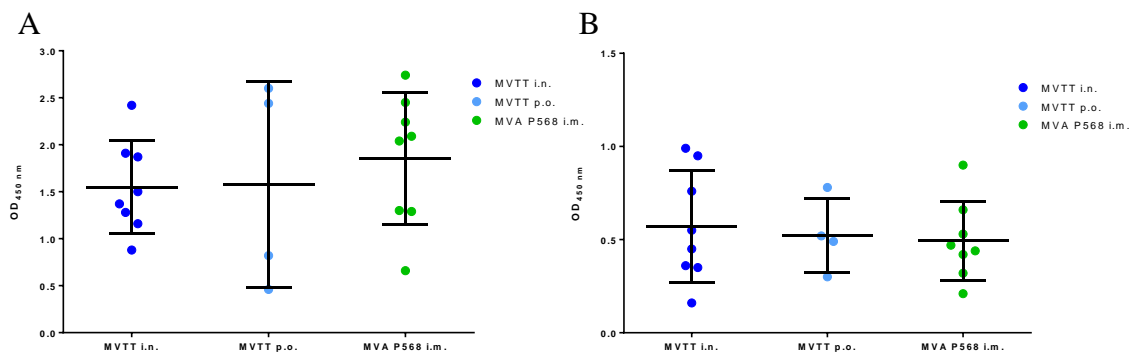 A
OD450 nm
3.0
2.5
2.0
1.5
1.0
0.5
0.0
MVTT i.n.
MVTT p.o.
MVA P568 i.m.
MVTT i.n. MVTT p.o. MVA P568 i.m.
B
OD450 nm
1.5
1.0
0.5
0.0
MVTT i.n.
MVTT p.o.
MVA P568 i.m.
MVTT i.n. MVTT p.o. MVA P568 i.m.